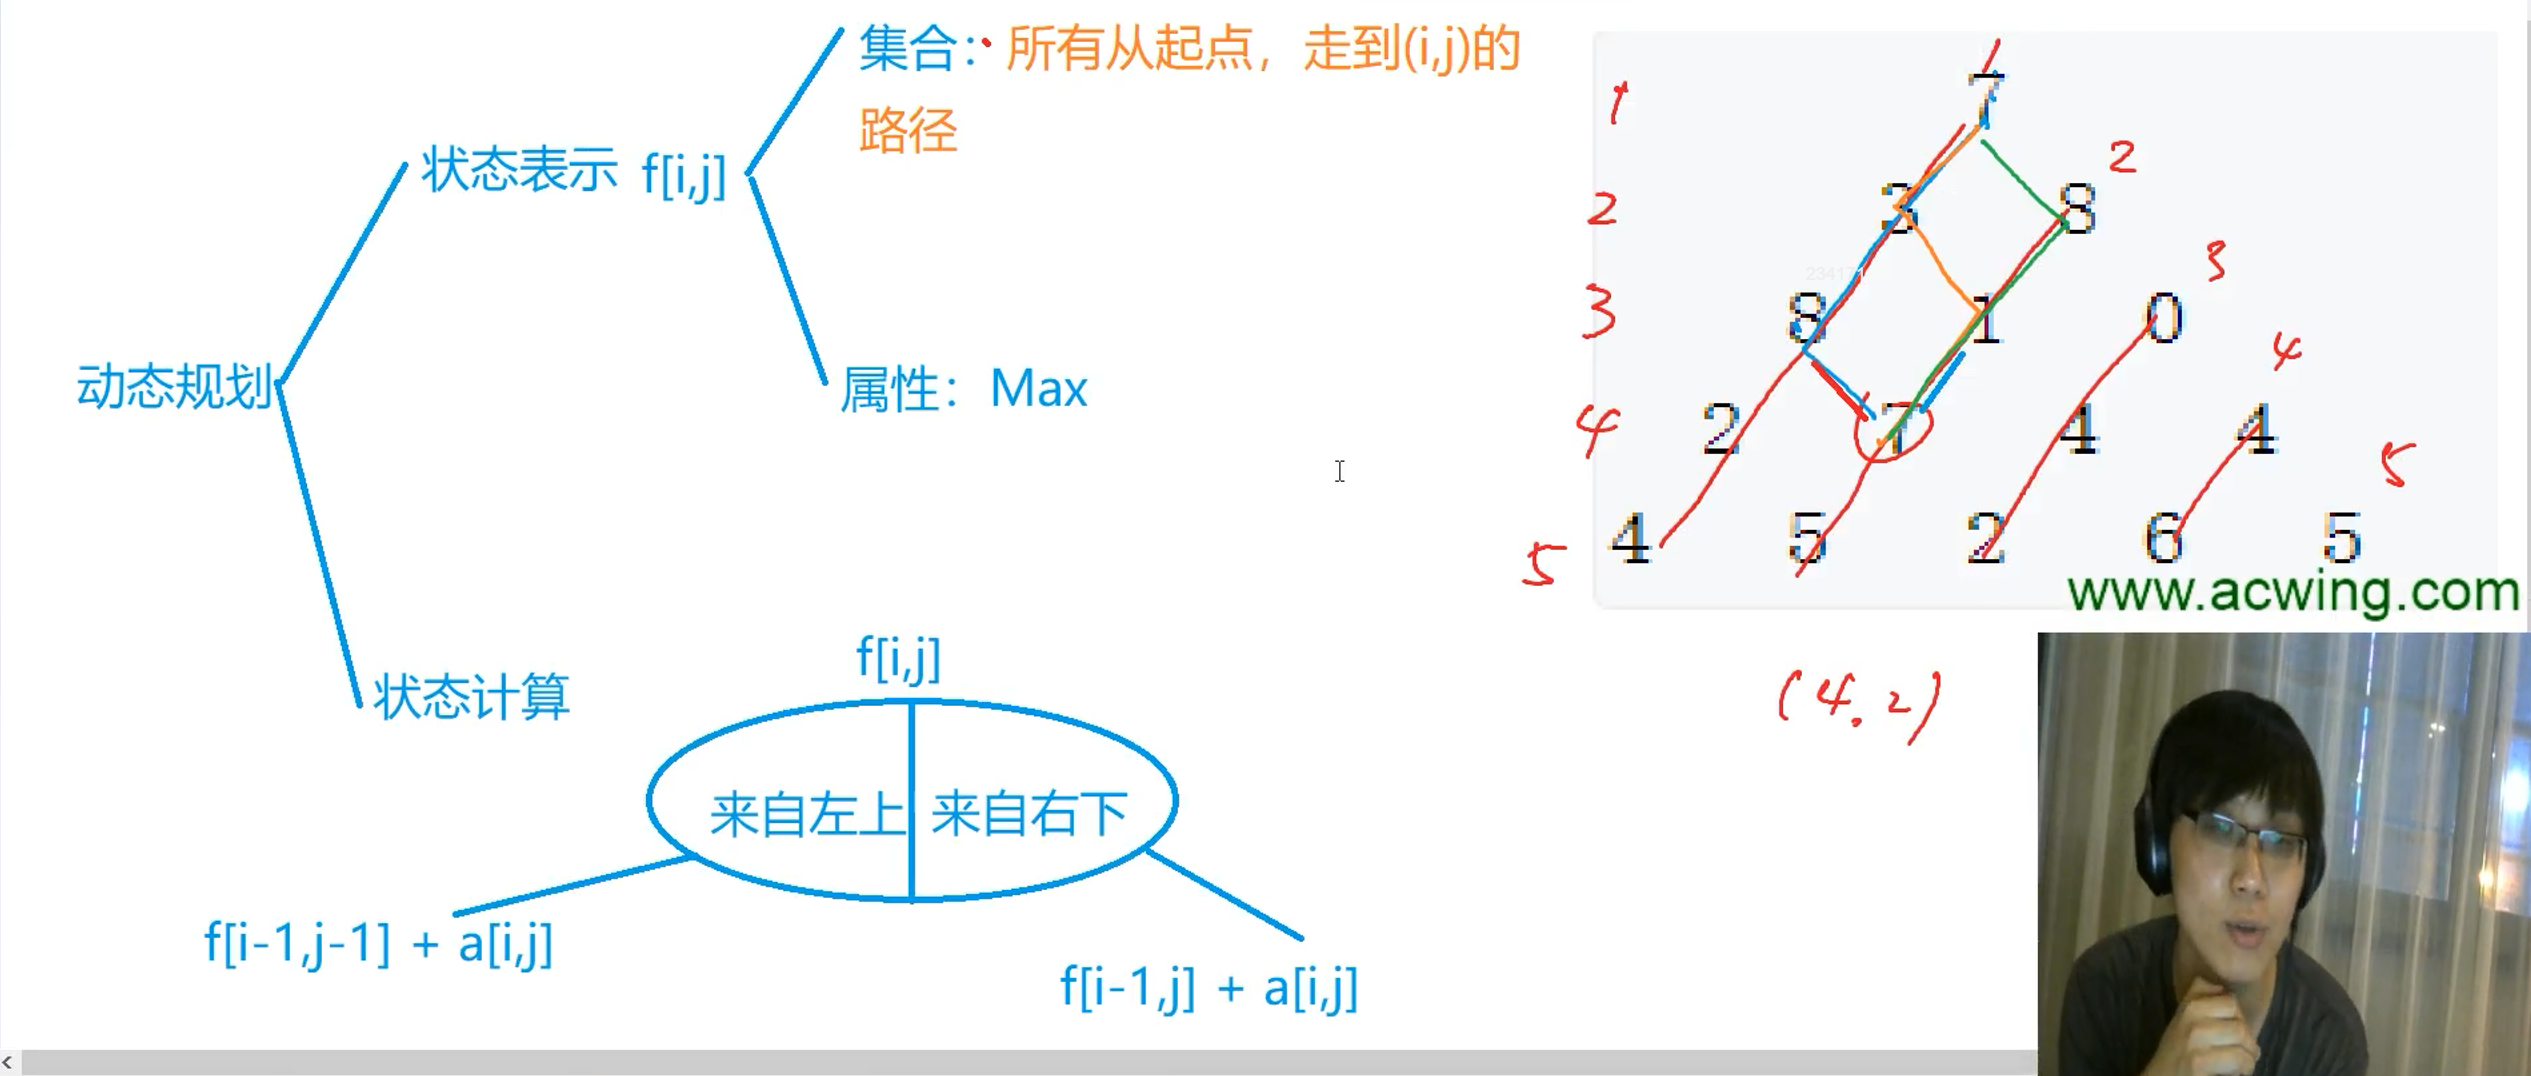 集合：所有从起点，走到(i,j)的
路径
状态表示 f[i,j]
属性：Max
动态规划
状态计算
f[i,j]
来自左上 来自右下
f[i-1,j-1] + a[i,j]
f[i-1,j] + a[i,j]
1 7
2 3 8 2
3 8 1 0 3
4 2 7 4 4 4
5 4 5 2 6 5 5
www.acwing.com
(4.2)